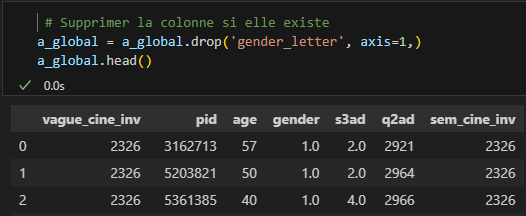 # Supprimer la colonne si elle existe
a_global = a_global.drop('gender_letter', axis=1,)
a_global.head()
0.0s
vague_cine_inv pid age gender s3ad q2ad sem_cine_inv
0 2326 3162713 57 1.0 2.0 2921 2326
1 2326 5203821 50 1.0 2.0 2964 2326
2 2326 5361385 40 1.0 4.0 2966 2326